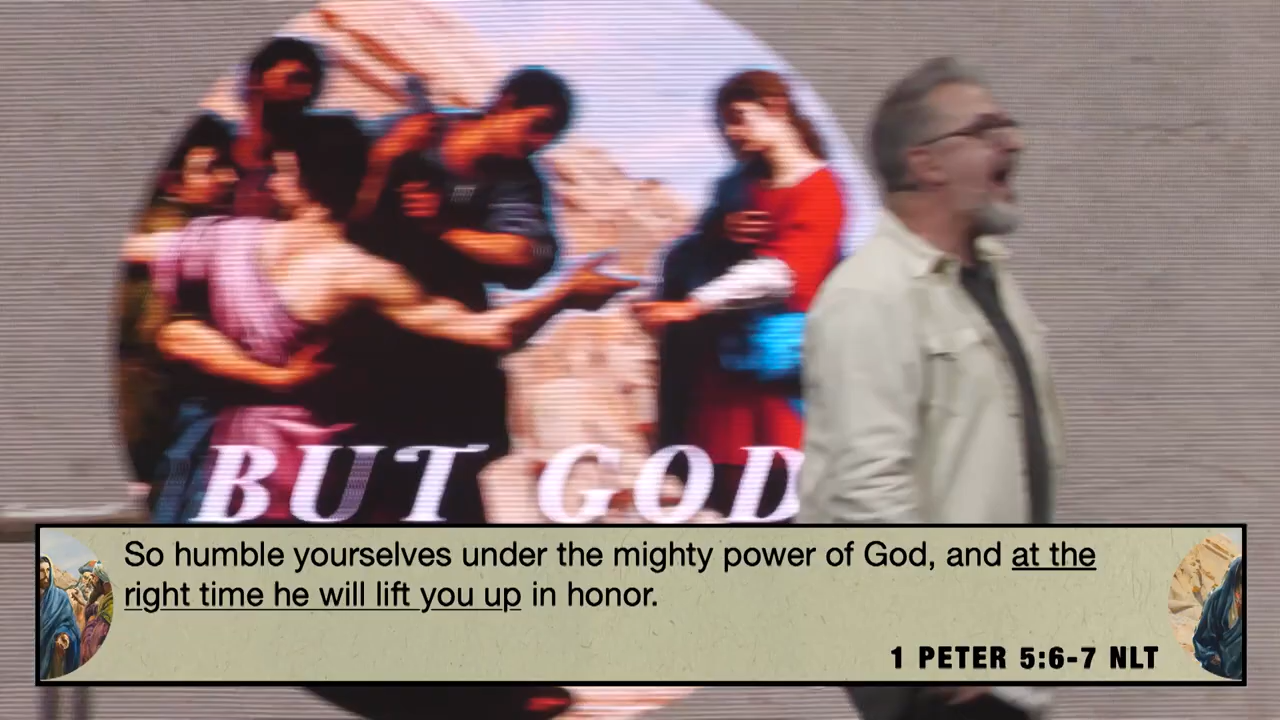 BUT GOD
So humble yourselves under the mighty power of God, and at the
right time he will lift you up in honor.
1 PETER 5:6-7 NLT